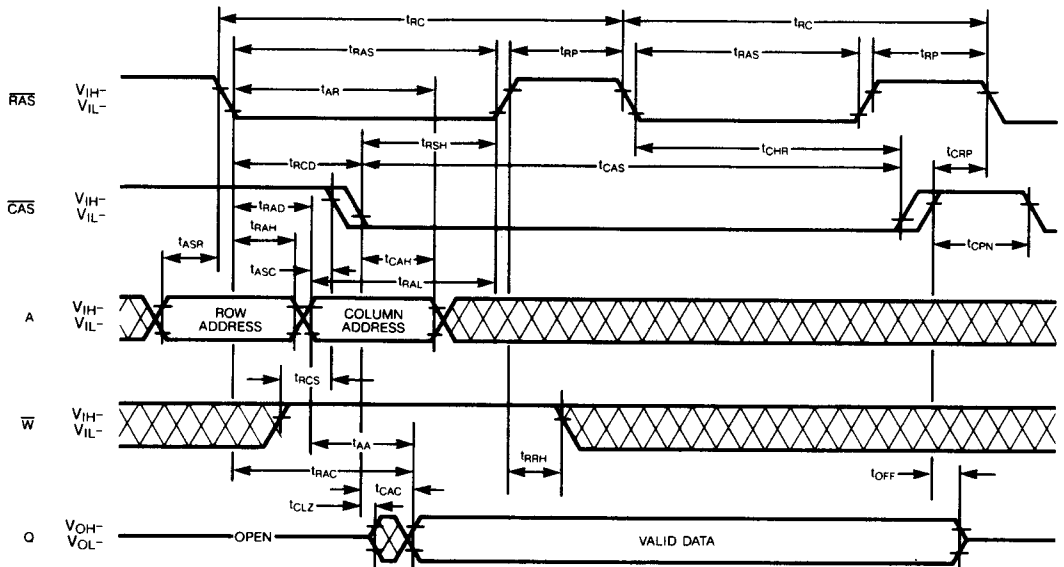 tRC tRC
tRAS tRP tRAS tRP
tAR
RAS VIH-
VIL-
tRSH tCHR tCRP
tRCD tCAS
CAS VIH-
VIL-
tRAD
tRAH
tASR tCPN
tASC tCAH
tRAL
A VIH-
VIL-
ROW ADDRESS COLUMN ADDRESS
tRCS
W VIH-
VIL-
tAA
tRAC tRRH tOFF
tCAC
tCLZ
Q VOH-
VOL-
OPEN VALID DATA